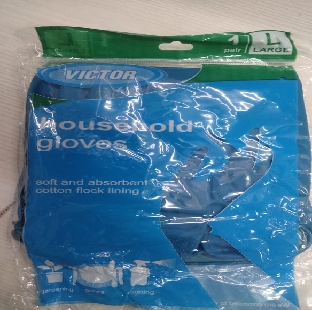 1 L
pair LARGE
VICTOR
household
gloves
soft and absorbent
cotton flock lining